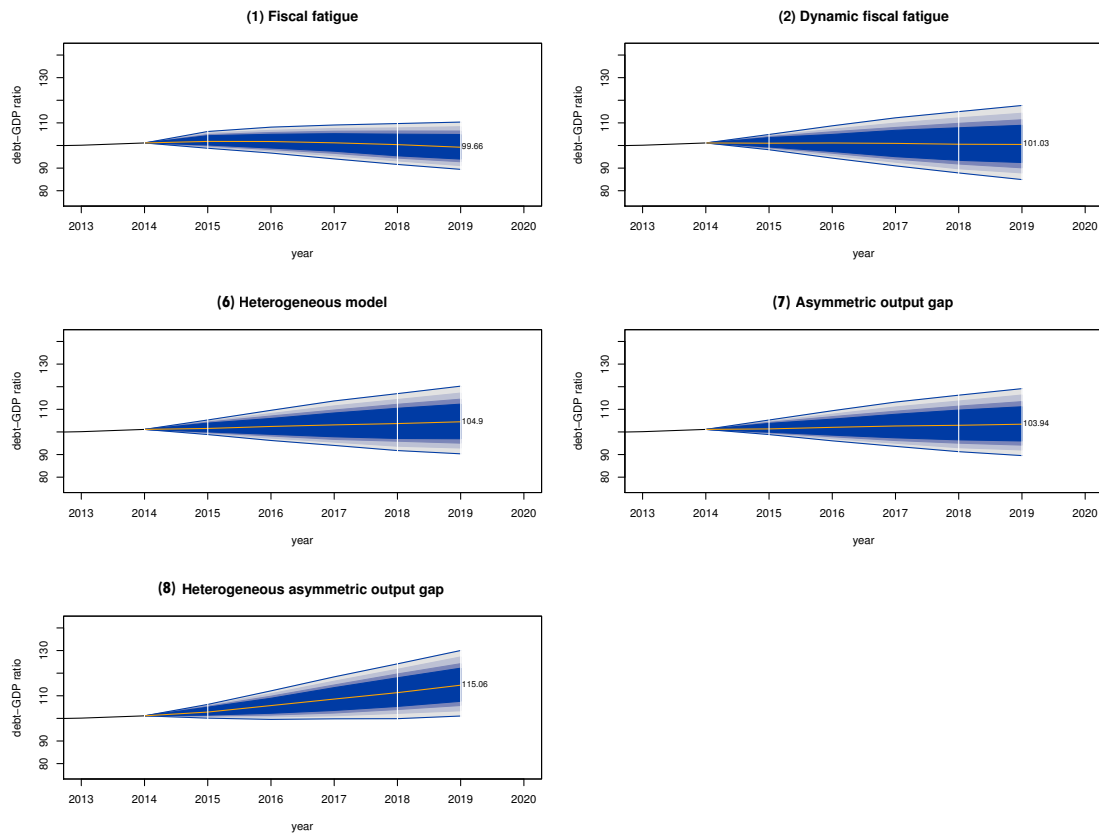 (1) Fiscal fatigue
debt−GDP ratio
80
90
110
130
99.66
2013 2014 2015 2016 2017 2018 2019 2020
year
(2) Dynamic fiscal fatigue
debt−GDP ratio
80
90
110
130
101.03
2013 2014 2015 2016 2017 2018 2019 2020
year
(6) Heterogeneous model
debt−GDP ratio
80
90
110
130
104.9
2013 2014 2015 2016 2017 2018 2019 2020
year
(7) Asymmetric output gap
debt−GDP ratio
80
90
110
130
103.94
2013 2014 2015 2016 2017 2018 2019 2020
year
(8) Heterogeneous asymmetric output gap
debt−GDP ratio
80
90
110
130
115.06
2013 2014 2015 2016 2017 2018 2019 2020
year